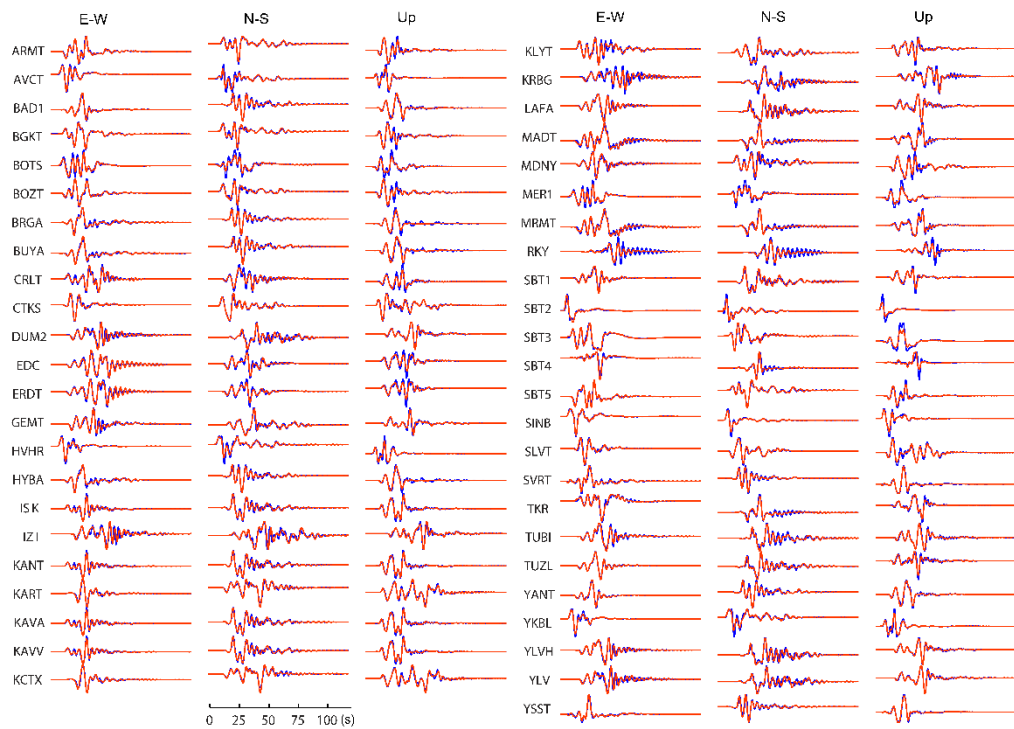 E-W N-S Up E-W N-S Up
ARMT KLYT
AVCT KRBG
BAD1 LAFA
BGKT MADT
BOTS MDNY
BOZT MER1
BRGA MRMT
BUYA RKY
CRLT SBT1
CTKS SBT2
DUM2 SBT3
EDC SBT4
ERDT SBT5
GEMT SINB
HVHR SLVT
HYBA SVRT
ISK TKR
IZI TUBI
KANT TUZL
KART YANT
KAVA YKBL
KAVV YLVH
KCTX YLV
YSST
0 25 50 75 100 (s)